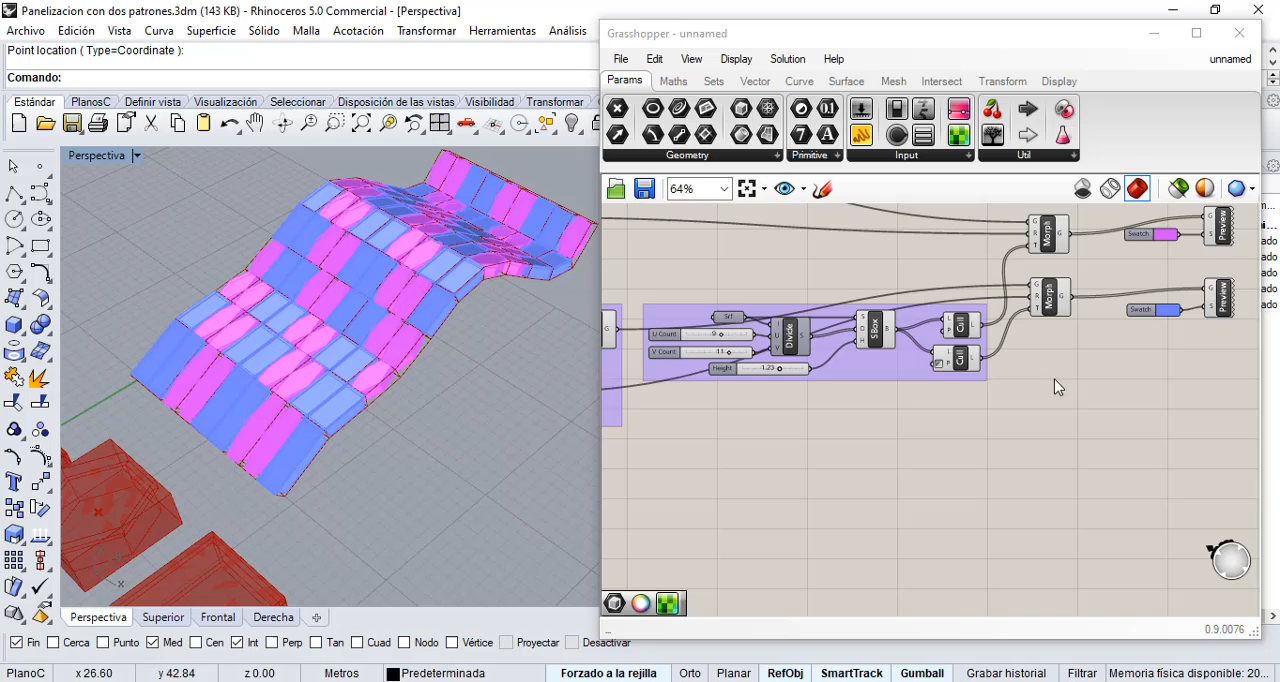 Panelizacion con dos patrones.3dm (143 KB) - Rhinoceros 5.0 Commercial - [Perspectiva]
Archivo Edición Vista Curva Superficie Sólido Malla Acotación Transformar Herramientas Análisis
Point location ( Type=Coordinate ):
Comando:
Estándar PlanosC Definir vista Visualización Seleccionar Disposición de las vistas Visibilidad Transformar
Perspectiva
Grasshopper - unnamed
File Edit View Display Solution Help unnamed
Params Maths Sets Vector Curve Surface Mesh Intersect Transform Display
Geometry Primitive Input Util
64%
G R T Morph G
Swatch
G S Preview
G R T Morph G
Swatch
G S Preview
G
Srf
U Count 9
V Count 11
Height
I U V Divide S
S D H SBox B
L P Cull L
L P Cull L
x
Perspectiva Superior Frontal Derecha
0.9.0076
Fin Cerca Punto Med Cen Int Perp Tan Cuad Nodo Vértice Proyectar Desactivar
PlanoC x 26.60 y 42.84 z 0.00 Metros Predeterminada Forzado a la rejilla Orto Planar RefObj SmartTrack Gumball Grabar historial Filtrar Memoria física disponible: 20...